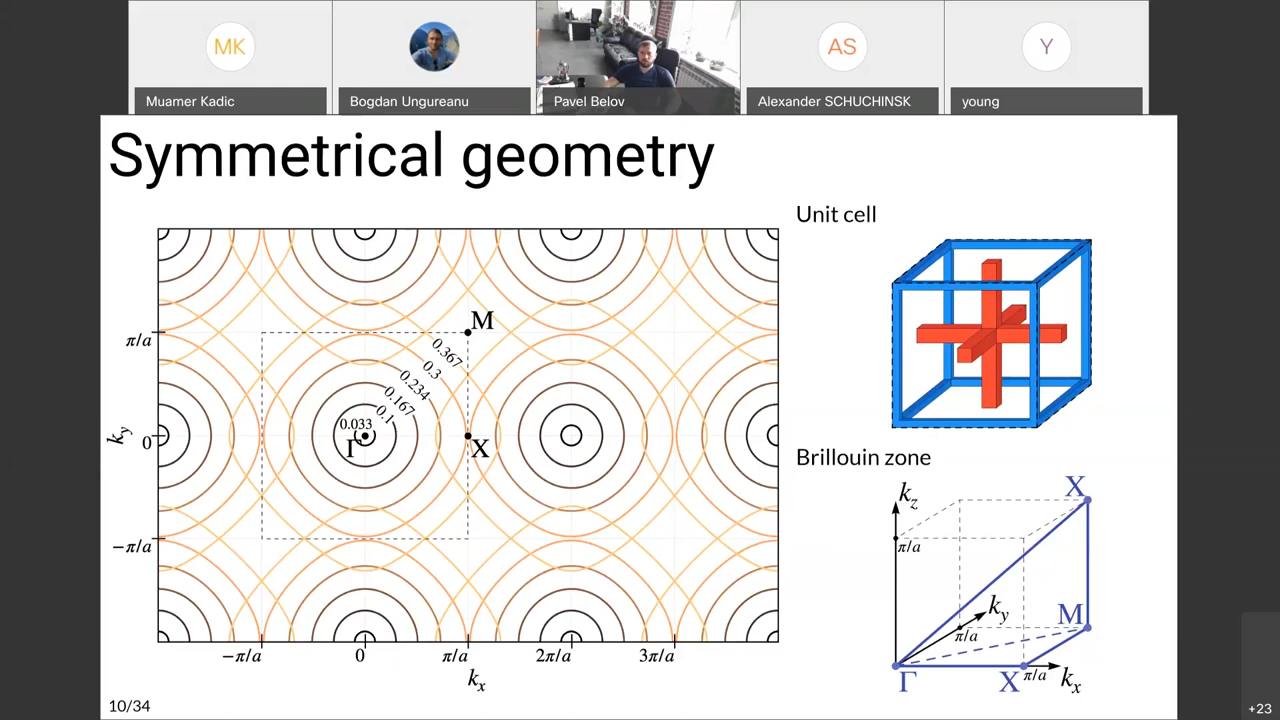 MK
AS
Y
Muamer Kadic
Bogdan Ungureanu
Pavel Belov
Alexander SCHUCHINSK
young
Symmetrical geometry
Unit cell
M
π/a
0.367
0.3
0.234
0.167
0.1
0.033
k_y
0
Γ
X
−π/a
−π/a
0
π/a
2π/a
3π/a
k_x
Brillouin zone
k_z
X
π/a
k_y
π/a
M
Γ
X
π/a
k_x
10/34
+23